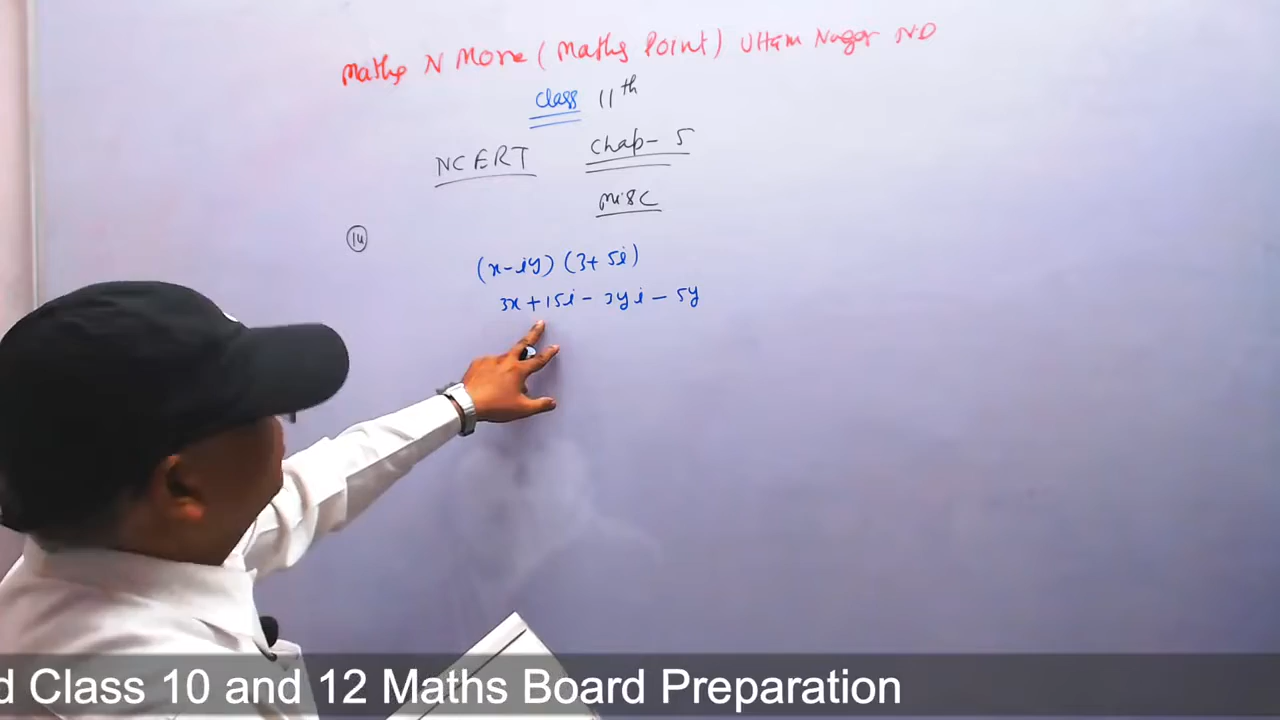 Maths N More (Maths Point) Uttam Nagar ND
Class 11th
NCERT Chap- 5
Misc
14
(x-iy) (3+ 5i)
3x + 15i - 3yi - 5y
d Class 10 and 12 Maths Board Preparation